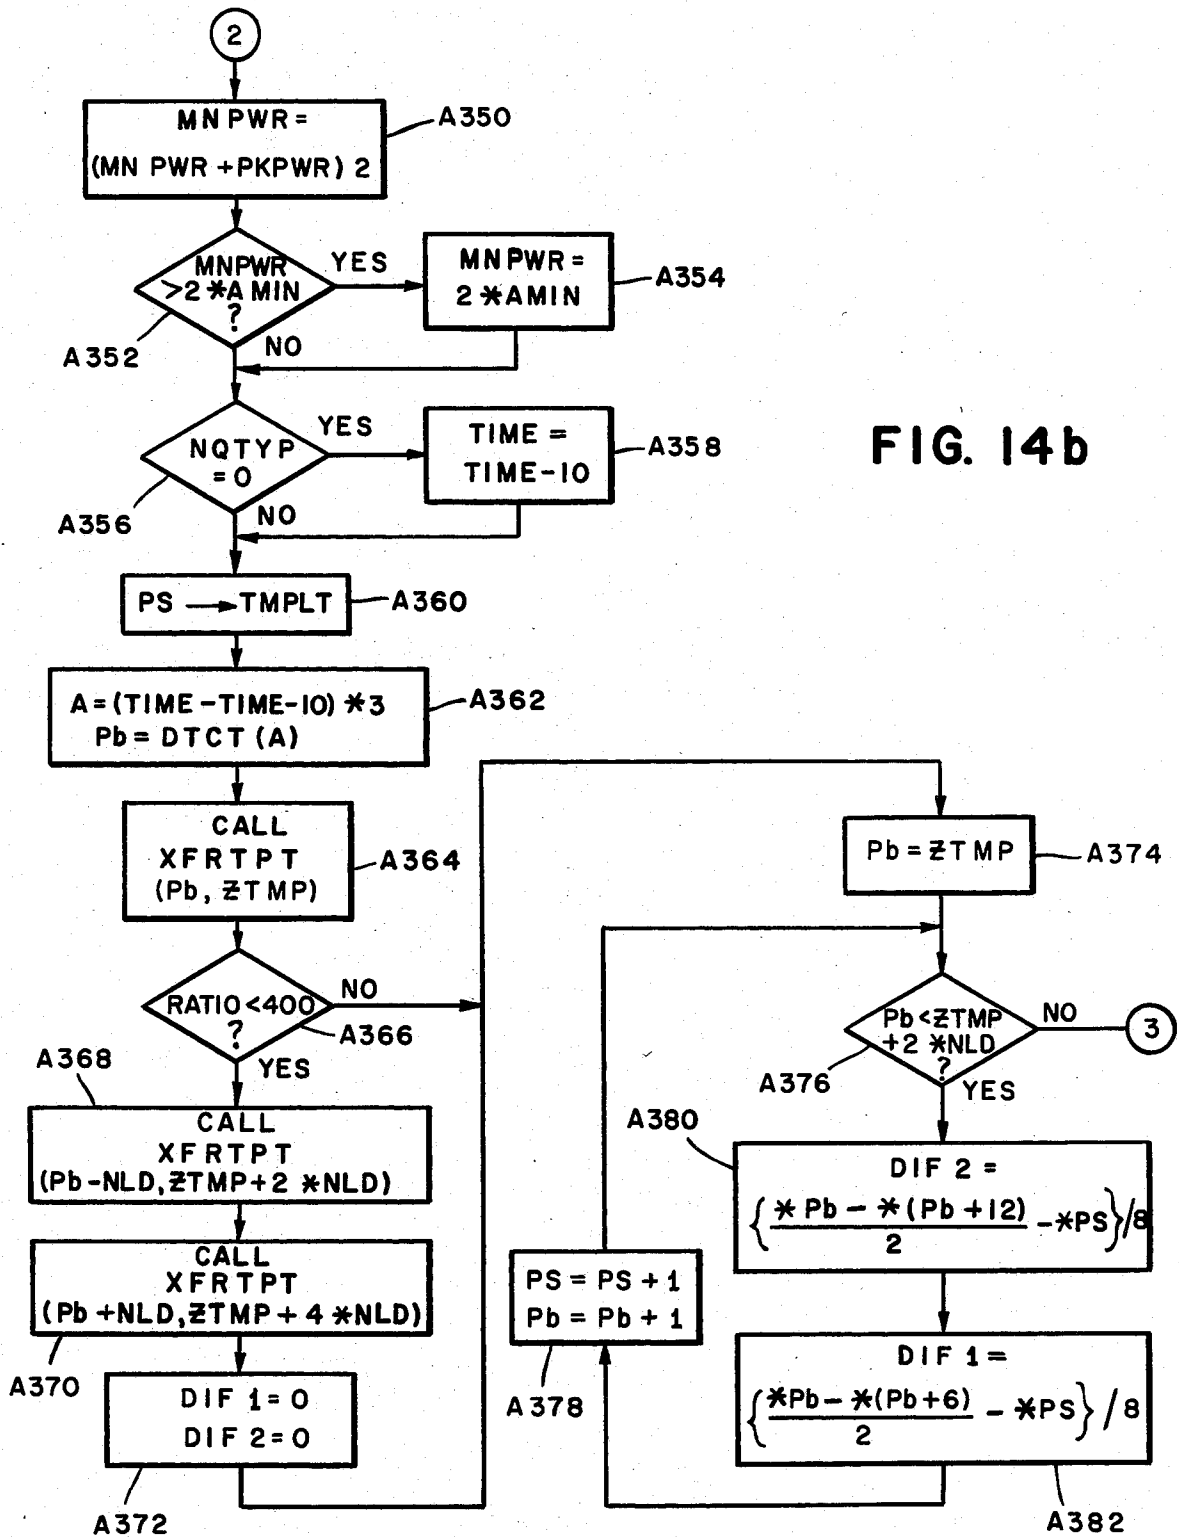 2
MNPWR =
(MN PWR + PKPWR) 2
A350
MNPWR
>2 *A MIN
?
YES
NO
A352
MNPWR =
2 *AMIN
A354
NQTYP
= 0
YES
NO
A356
TIME =
TIME-10
A358
FIG. 14b
PS → TMPLT
A360
A = (TIME - TIME-10) *3
Pb = DTCT (A)
A362
CALL
XFRTPT
(Pb, ƵTMP)
A364
RATIO<400
?
NO
A366
YES
A368
CALL
XFRTPT
(Pb-NLD, ƵTMP+2 *NLD)
CALL
XFRTPT
(Pb +NLD, ƵTMP + 4 *NLD)
A370
DIF 1 = 0
DIF 2 = 0
A372
Pb = ƵTMP
A374
Pb < ƵTMP
+2 *NLD
?
NO
3
A376
YES
A380
DIF 2 =
{ * Pb - * (Pb +12) / 2 - *PS } /8
PS = PS + 1
Pb = Pb + 1
A378
DIF 1 =
{ *Pb - *(Pb +6) / 2 - *PS } / 8
A382